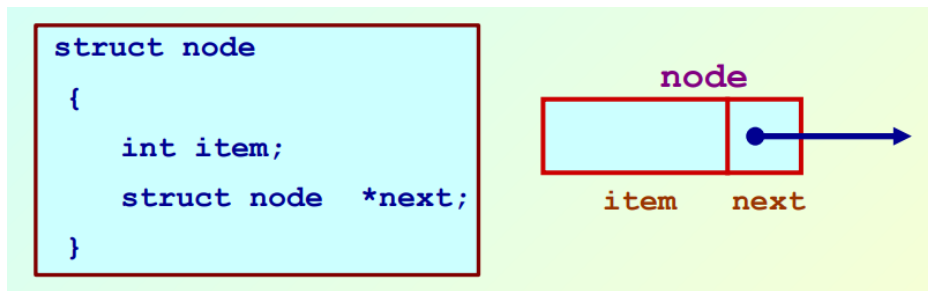 struct node
{
int item;
struct node *next;
}
node
item next